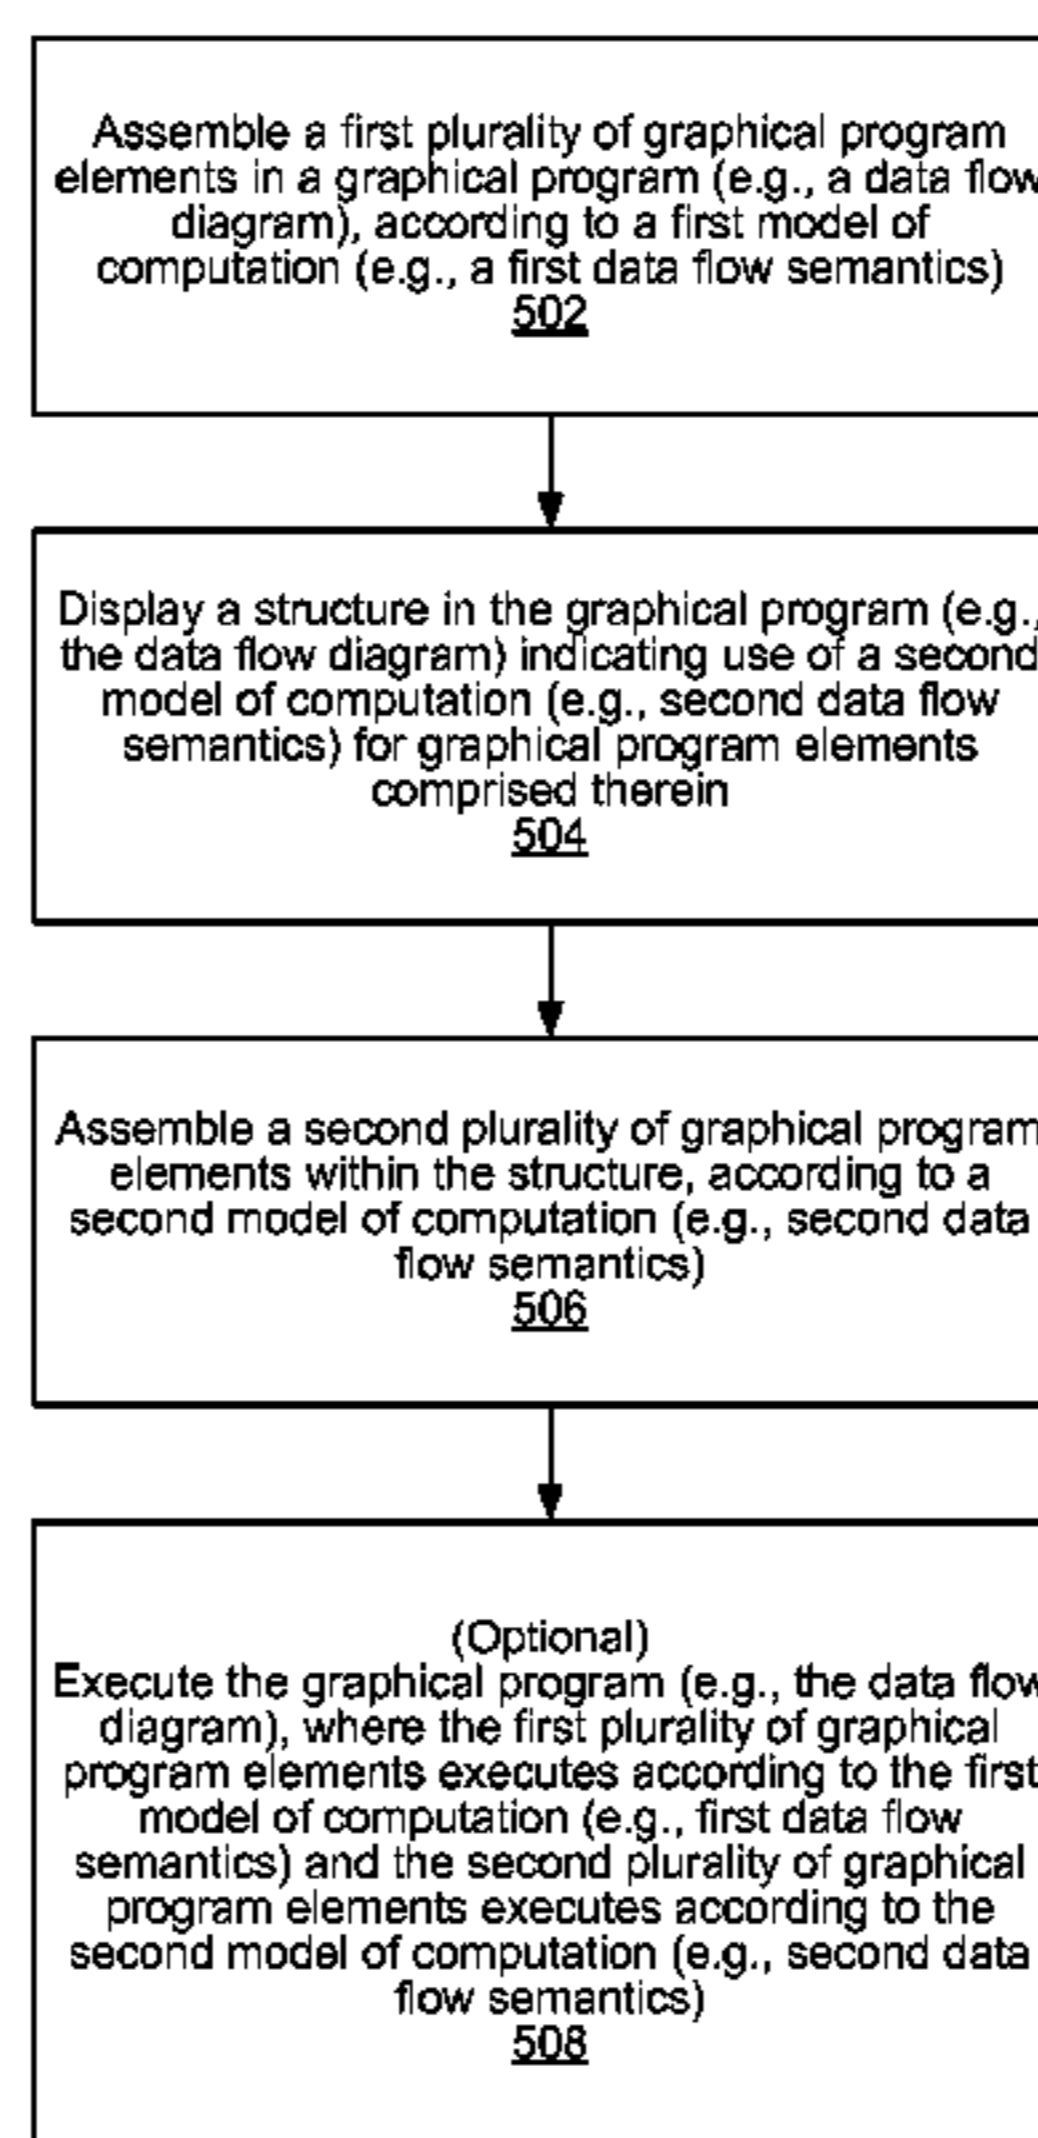 Assemble a first plurality of graphical program
elements in a graphical program (e.g., a data flow
diagram), according to a first model of
computation (e.g., a first data flow semantics)
502
Display a structure in the graphical program (e.g.,
the data flow diagram) indicating use of a second
model of computation (e.g., second data flow
semantics) for graphical program elements
comprised therein
504
Assemble a second plurality of graphical program
elements within the structure, according to a
second model of computation (e.g., second data
flow semantics)
506
(Optional)
Execute the graphical program (e.g., the data flow
diagram), where the first plurality of graphical
program elements executes according to the first
model of computation (e.g., first data flow
semantics) and the second plurality of graphical
program elements executes according to the
second model of computation (e.g., second data
flow semantics)
508